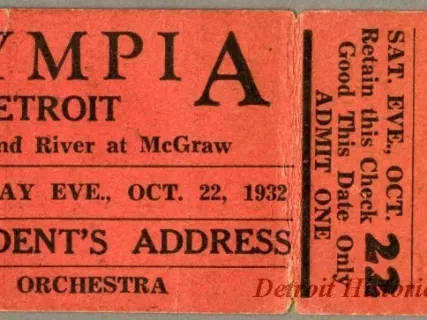 YMPIA
ETROIT
nd River at McGraw
AY EVE., OCT. 22, 1932
DENT'S ADDRESS
ORCHESTRA
SAT. EVE., OCT.
22
Retain this Check
Good This Date Only
ADMIT ONE
Detroit Historic